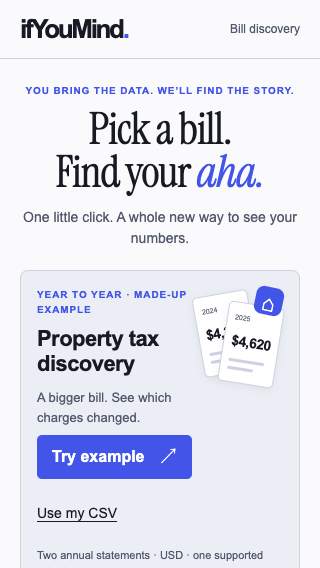 ifYouMind.
Bill discovery
YOU BRING THE DATA. WE'LL FIND THE STORY.
Pick a bill.
Find your aha.
One little click. A whole new way to see your
numbers.
YEAR TO YEAR · MADE-UP
EXAMPLE
Property tax
discovery
A bigger bill. See which
charges changed.
2024
2025
$4,620
Try example
Use my CSV
Two annual statements · USD · one supported